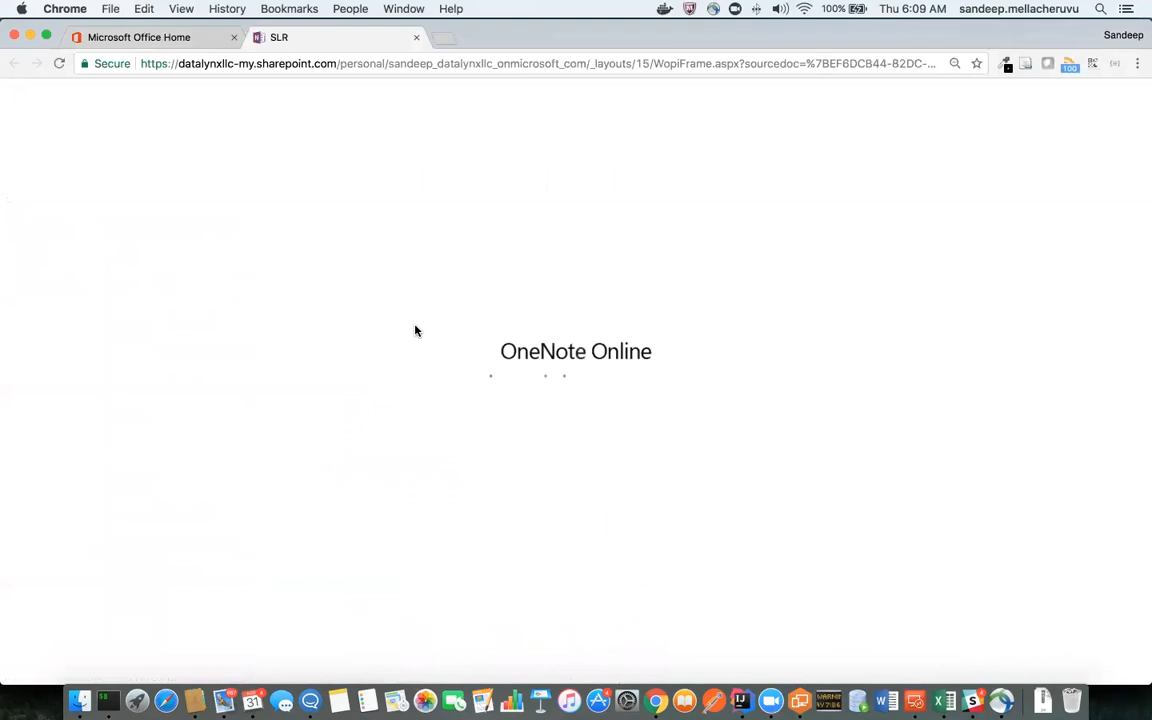 Chrome File Edit View History Bookmarks People Window Help 100% Thu 6:09 AM sandeep.mellacheruvu
Microsoft Office Home SLR Sandeep
Secure https://datalynxllc-my.sharepoint.com/personal/sandeep_datalynxllc_onmicrosoft_com/_layouts/15/WopiFrame.aspx?sourcedoc=%7BEF6DCB44-82DC-... 100
OneNote Online
31